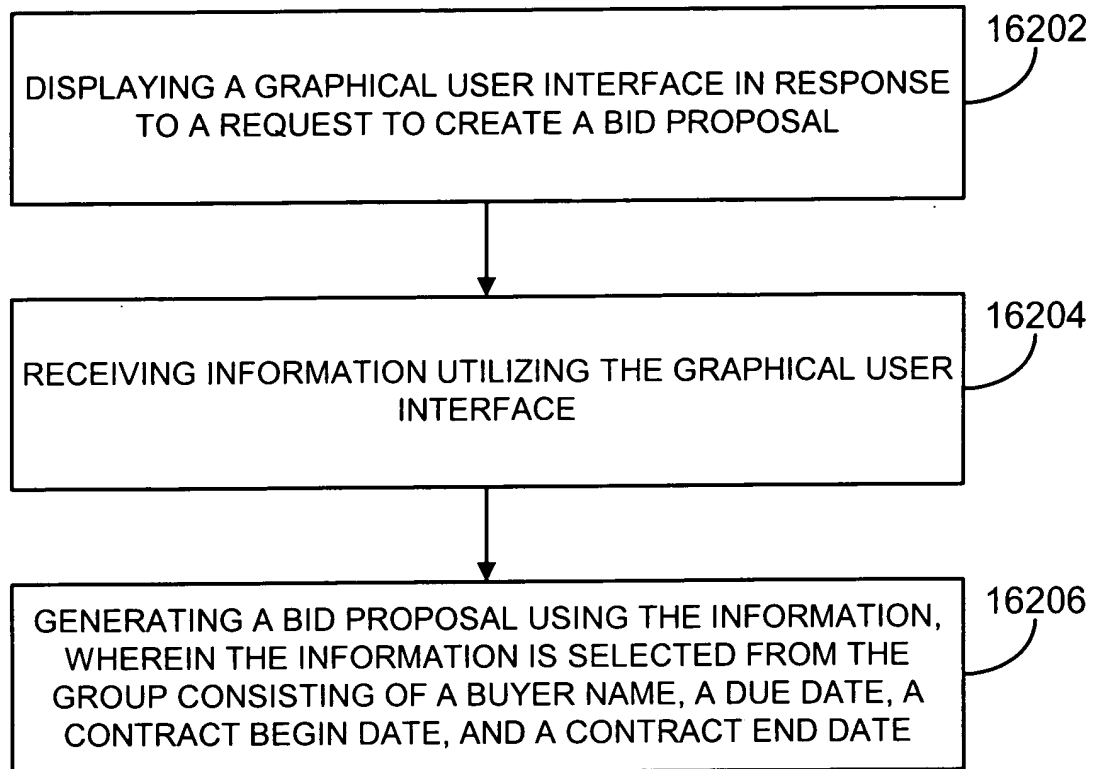 16202
DISPLAYING A GRAPHICAL USER INTERFACE IN RESPONSE
TO A REQUEST TO CREATE A BID PROPOSAL
16204
RECEIVING INFORMATION UTILIZING THE GRAPHICAL USER
INTERFACE
16206
GENERATING A BID PROPOSAL USING THE INFORMATION,
WHEREIN THE INFORMATION IS SELECTED FROM THE
GROUP CONSISTING OF A BUYER NAME, A DUE DATE, A
CONTRACT BEGIN DATE, AND A CONTRACT END DATE